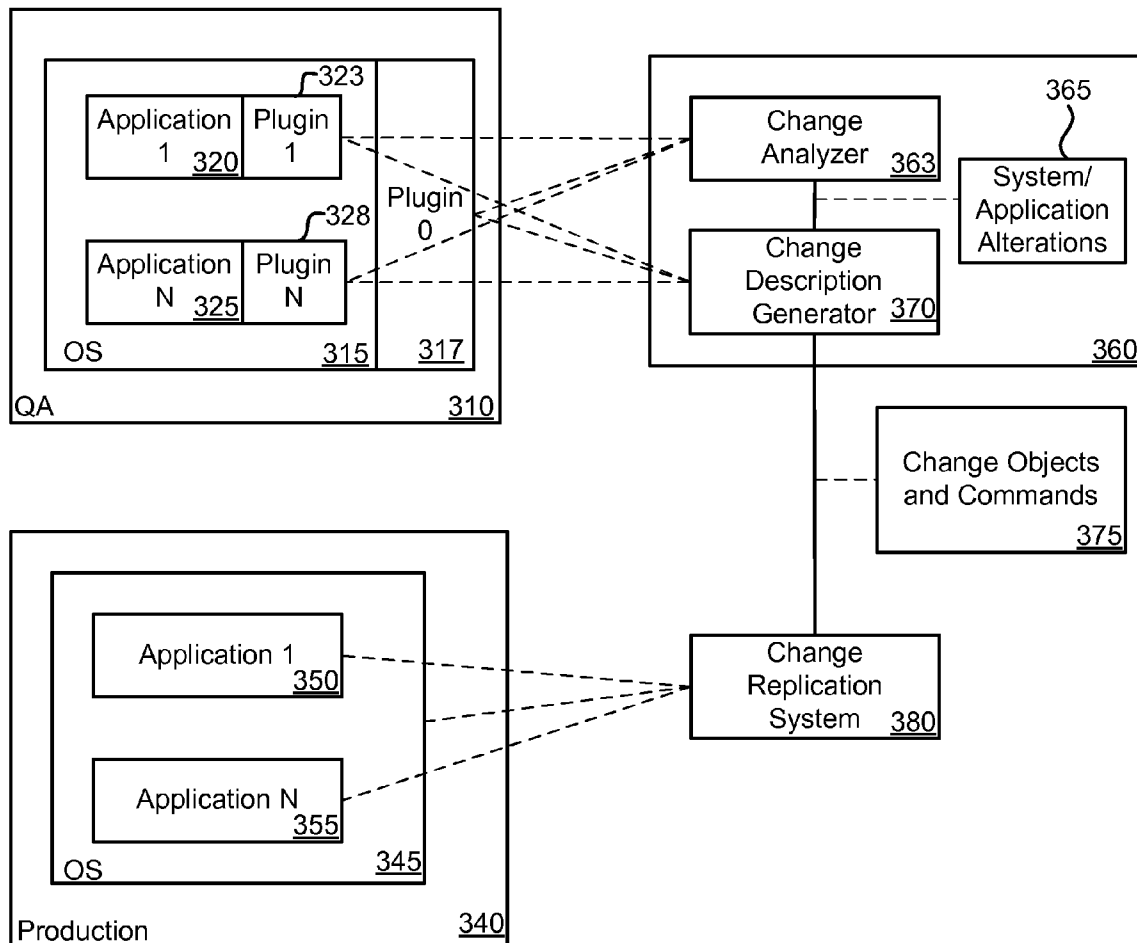 323
Application
1
320
Plugin
1
328
Application
N
325
Plugin
N
Plugin
0
OS
315
317
QA
310
Change
Analyzer
363
365
System/
Application
Alterations
Change
Description
Generator
370
360
Change Objects
and Commands
375
Application 1
350
Application N
355
OS
345
Production
340
Change
Replication
System
380